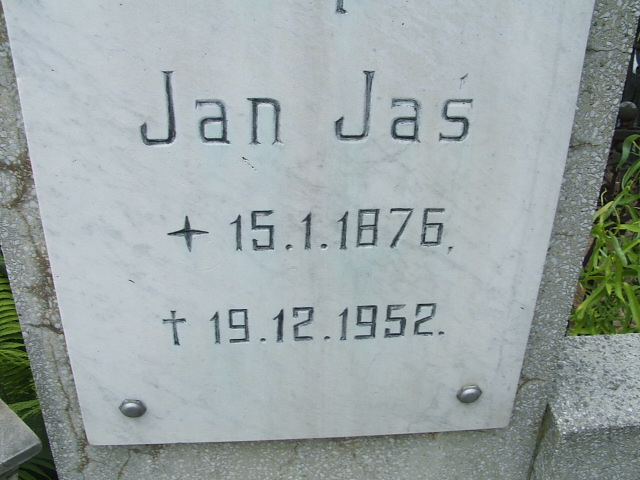 Jan Jaś
✦ 15.1.1876.
† 19.12.1952.